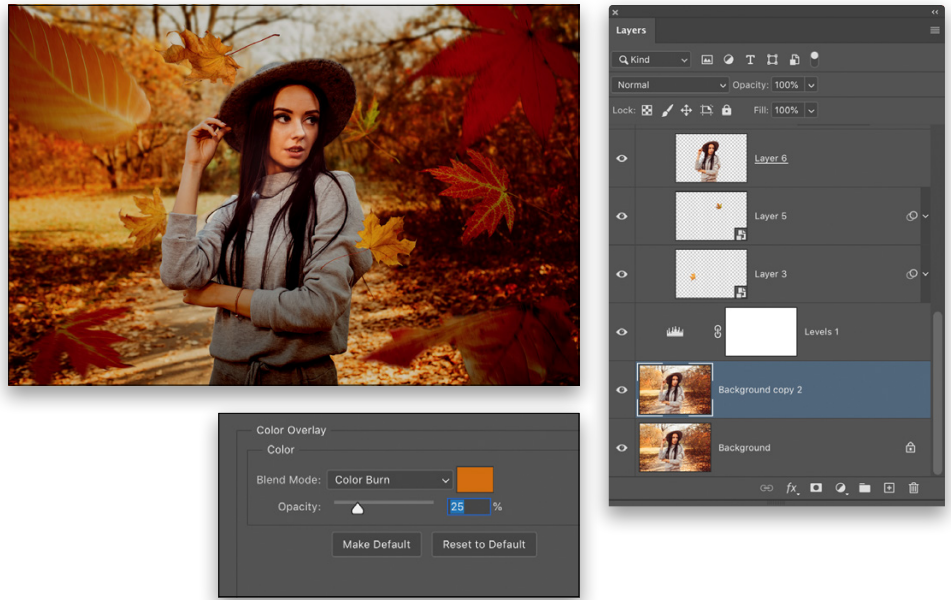 Layers
Kind
Normal Opacity: 100%
Lock: Fill: 100%
Layer 6
Layer 5
Layer 3
Levels 1
Background copy 2
Background
fx
Color Overlay
Color
Blend Mode: Color Burn
Opacity: 25 %
Make Default Reset to Default